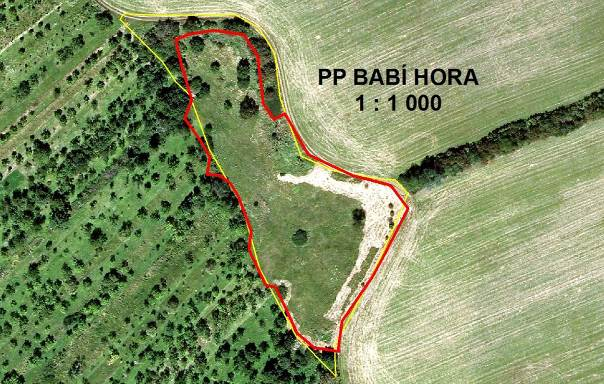 PP BABÍ HORA
1 : 1 000